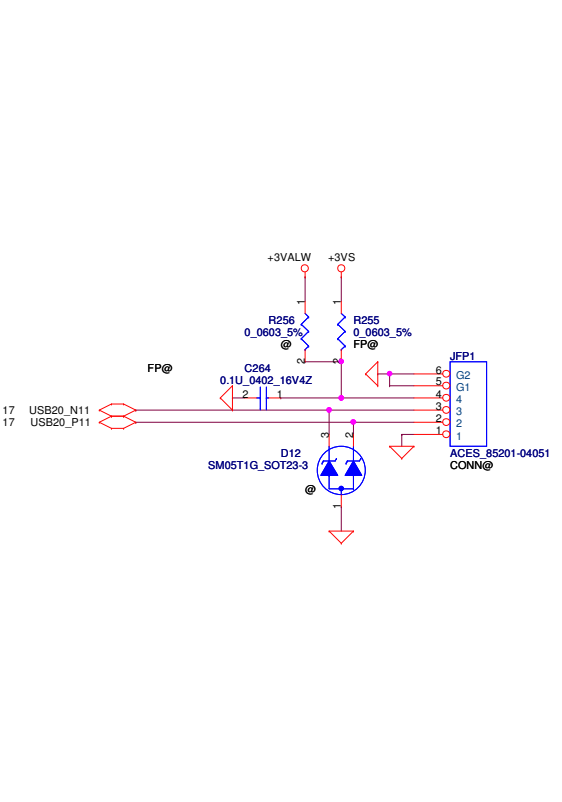 +3VALW +3VS
1 1
R256 R255
0_0603_5% 0_0603_5%
@ FP@
2 2
JFP1
FP@ C264
0.1U_0402_16V4Z
6 G2
5 G1
2 1 4 4
17 USB20_N11 3 3
17 USB20_P11 2 2
1 1
3 2
D12 ACES_85201-04051
SM05T1G_SOT23-3 CONN@
@
1